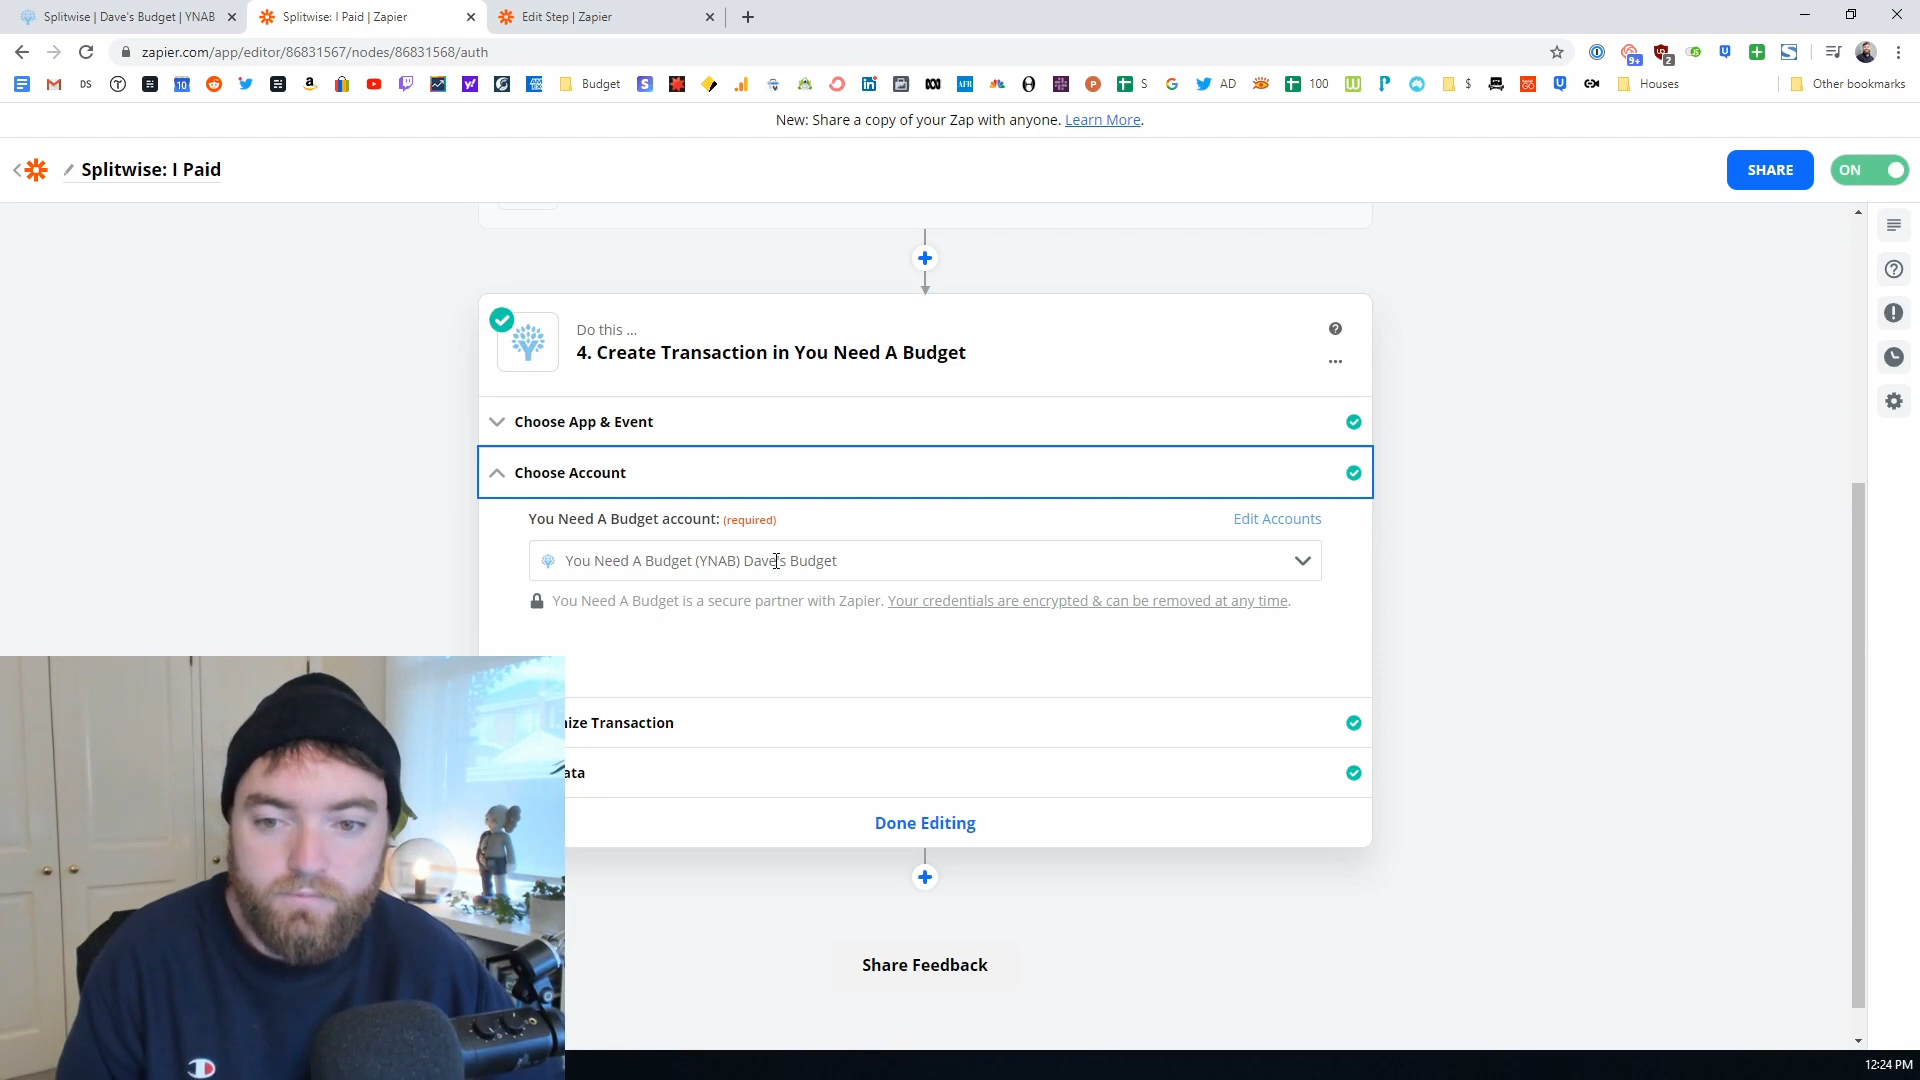 Splitwise | Dave's Budget | YNAB
Splitwise: I Paid | Zapier
Edit Step | Zapier
zapier.com/app/editor/86831567/nodes/86831568/auth
9+
2
DS
10
Budget
S
AD
100
$
Houses
Other bookmarks
New: Share a copy of your Zap with anyone. Learn More.
Splitwise: I Paid
SHARE
ON
Do this ...
4. Create Transaction in You Need A Budget
Choose App & Event
Choose Account
You Need A Budget account: (required)
Edit Accounts
You Need A Budget (YNAB) Dave's Budget
You Need A Budget is a secure partner with Zapier. Your credentials are encrypted & can be removed at any time.
ize Transaction
ata
Done Editing
Share Feedback
12:24 PM